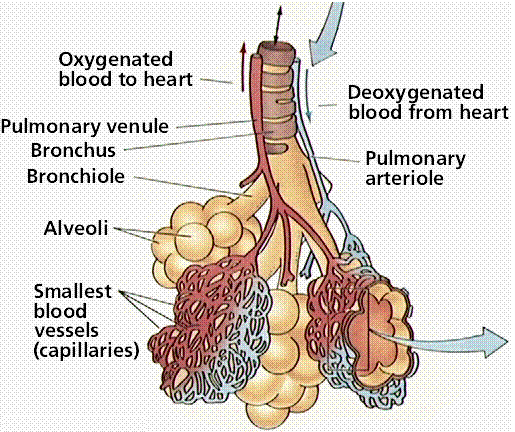 Oxygenated
blood to heart
Deoxygenated
blood from heart
Pulmonary venule
Bronchus
Bronchiole
Pulmonary
arteriole
Alveoli
Smallest
blood
vessels
(capillaries)